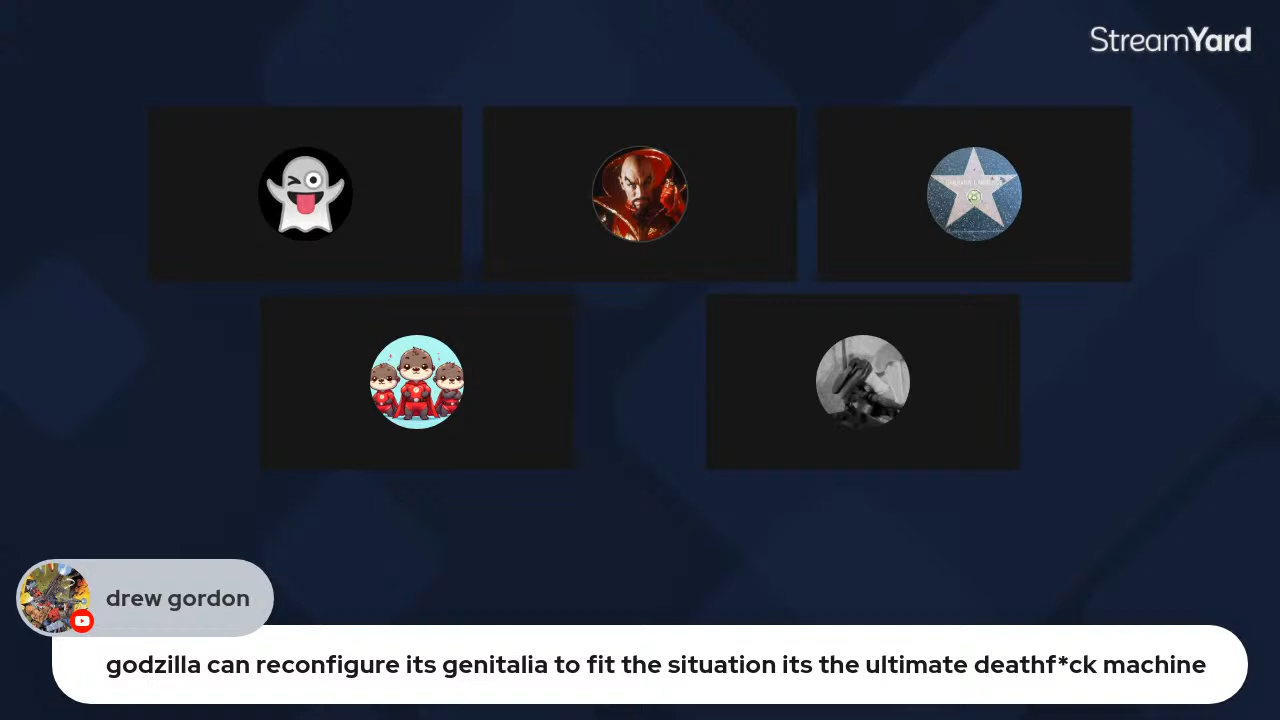 StreamYard
drew gordon
godzilla can reconfigure its genitalia to fit the situation its the ultimate deathf*ck machine